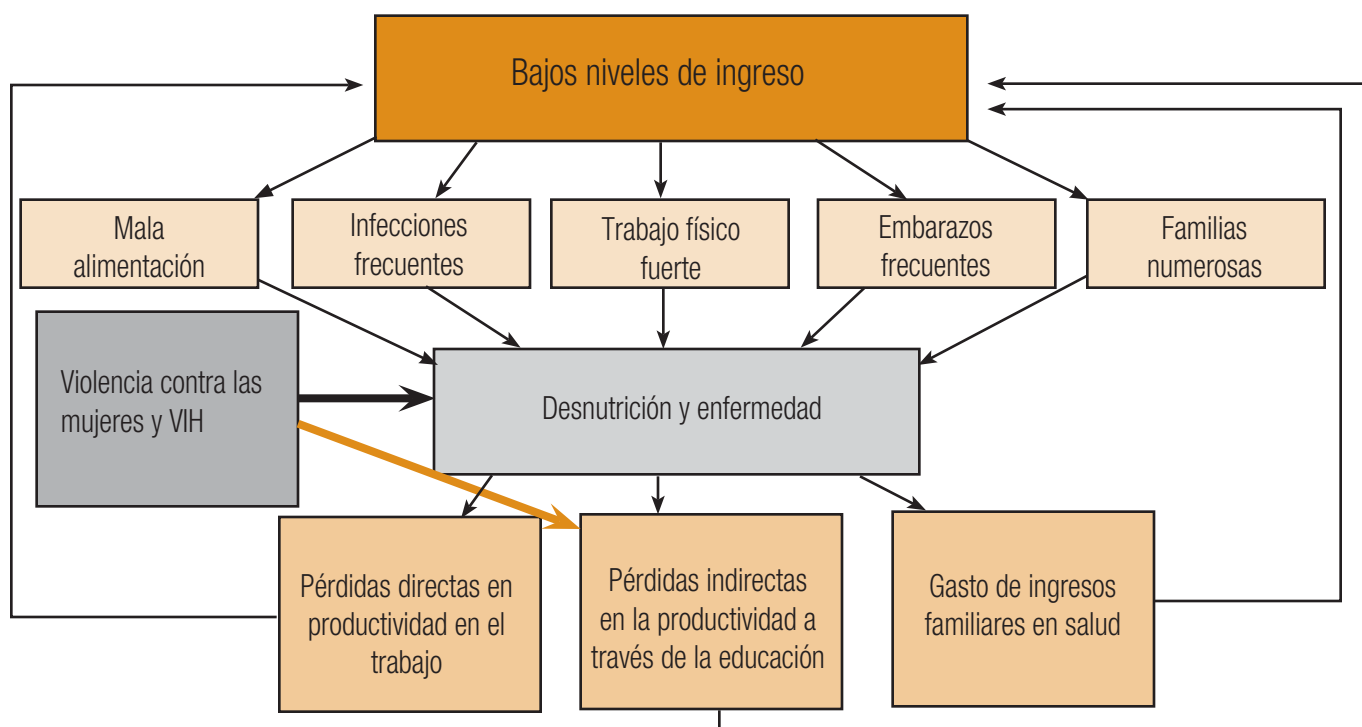 Bajos niveles de ingreso
Mala
alimentación
Infecciones
frecuentes
Trabajo físico
fuerte
Embarazos
frecuentes
Familias
numerosas
Violencia contra las
mujeres y VIH
Desnutrición y enfermedad
Pérdidas directas en
productividad en el
trabajo
Pérdidas indirectas
en la productividad a
través de la educación
Gasto de ingresos
familiares en salud